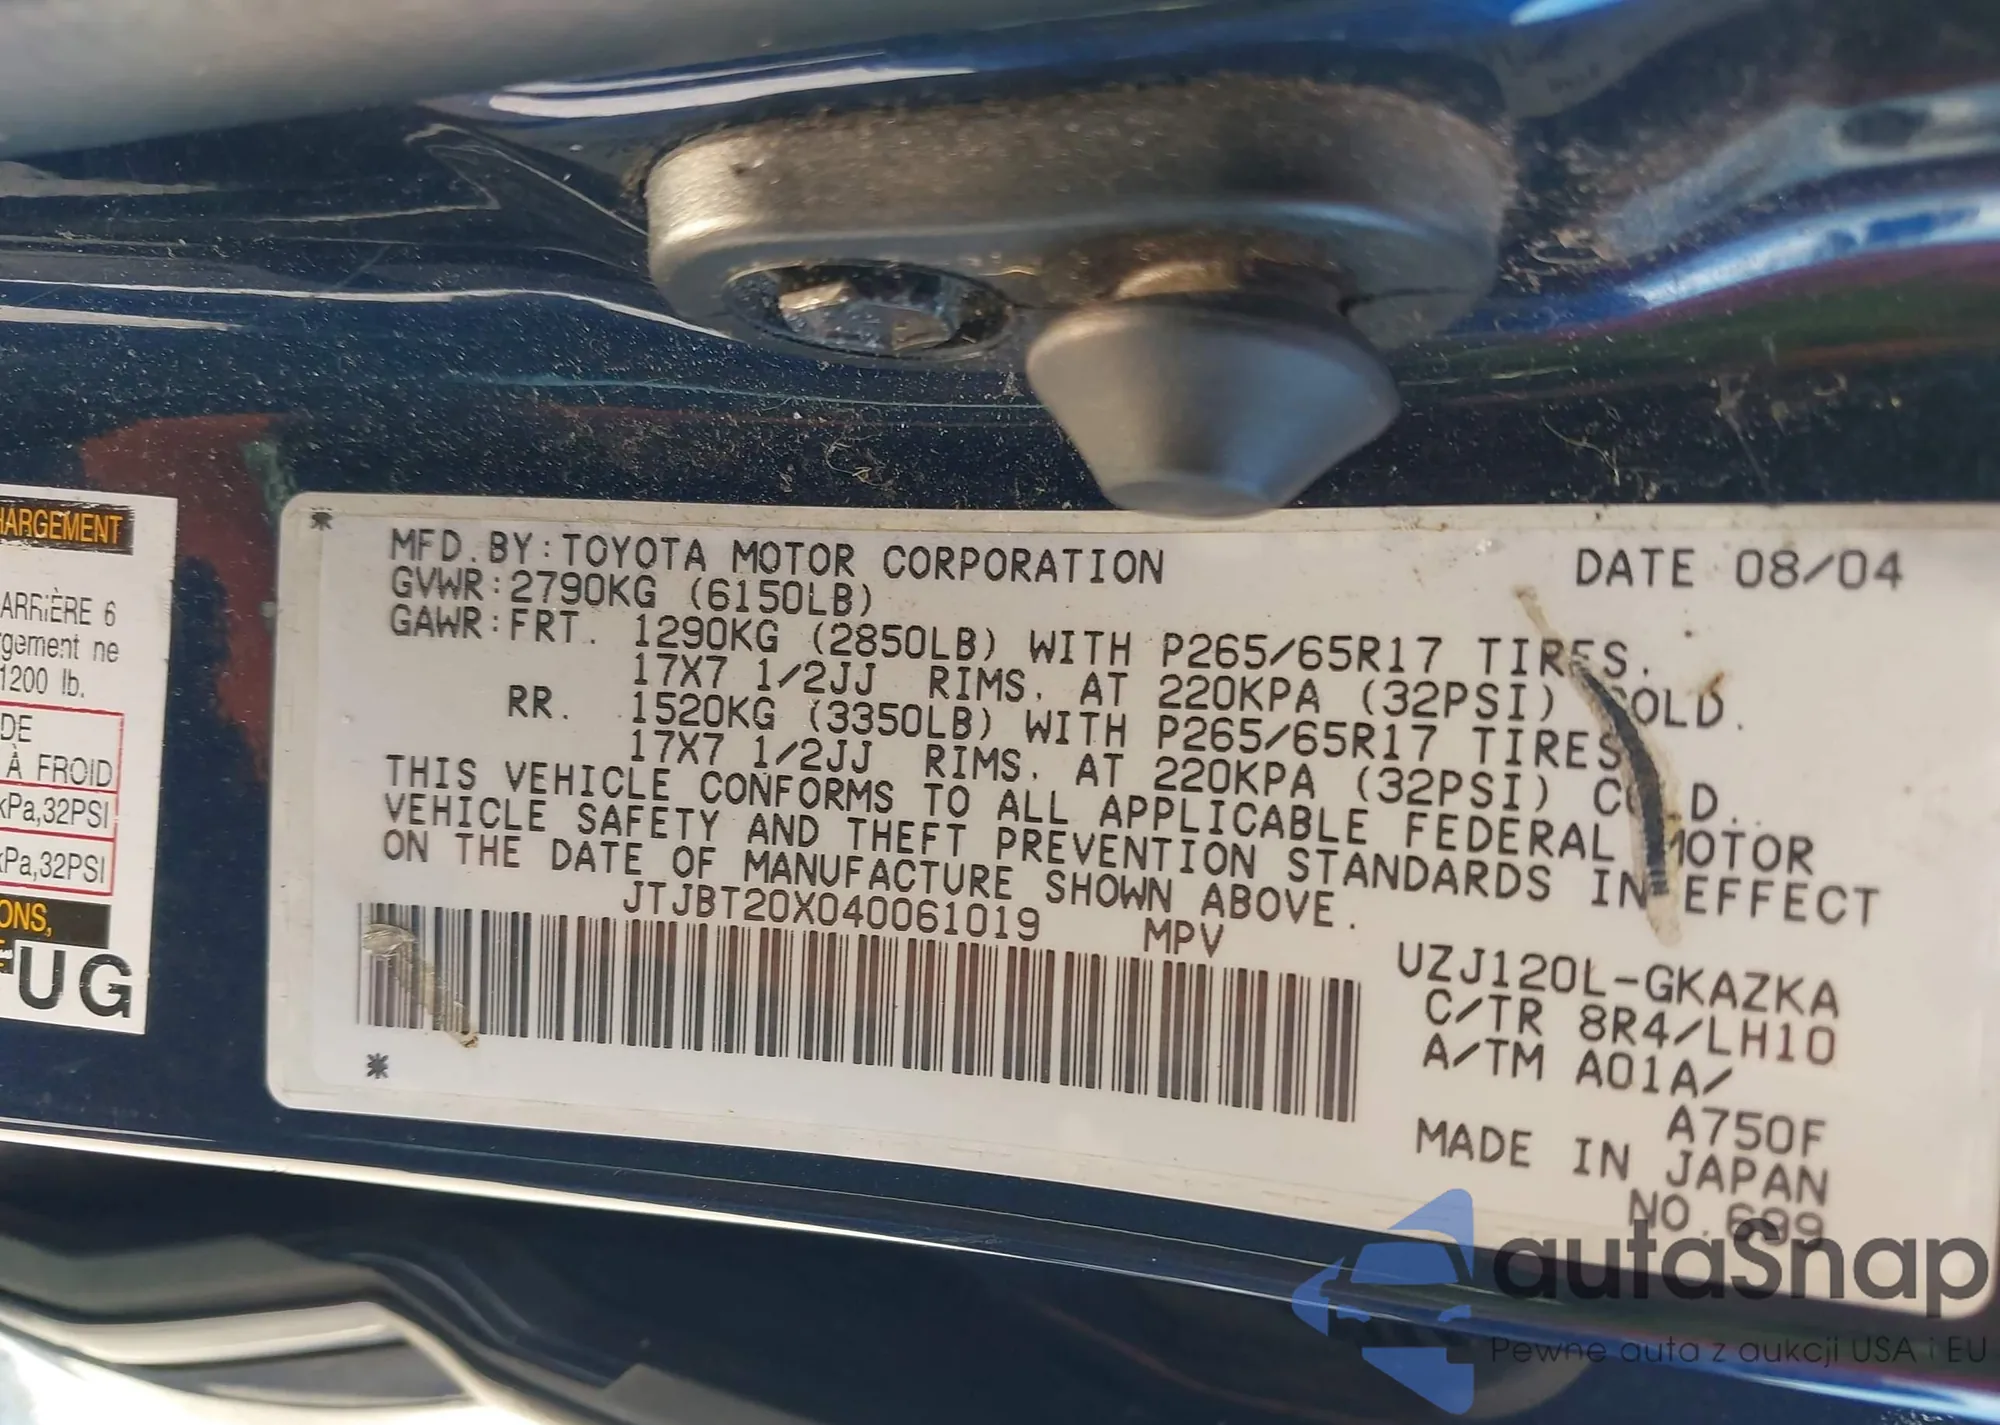 HARGEMENT
ARRIÈRE 6
gement ne
1200 lb.
DE
À FROID
kPa,32PSI
kPa,32PSI
ONS,
UG
*
MFD.BY:TOYOTA MOTOR CORPORATION DATE 08/04
GVWR:2790KG (6150LB)
GAWR:FRT. 1290KG (2850LB) WITH P265/65R17 TIRES.
17X7 1/2JJ RIMS, AT 220KPA (32PSI) COLD.
RR. 1520KG (3350LB) WITH P265/65R17 TIRES
17X7 1/2JJ RIMS, AT 220KPA (32PSI) COLD.
THIS VEHICLE CONFORMS TO ALL APPLICABLE FEDERAL MOTOR
VEHICLE SAFETY AND THEFT PREVENTION STANDARDS IN EFFECT
ON THE DATE OF MANUFACTURE SHOWN ABOVE.
JTJBT20X040061019 MPV
*
UZJ120L-GKAZKA
C/TR 8R4/LH10
A/TM A01A/
A750F
MADE IN JAPAN
NO.699
autaSnap
Pewne auta z aukcji USA i EU